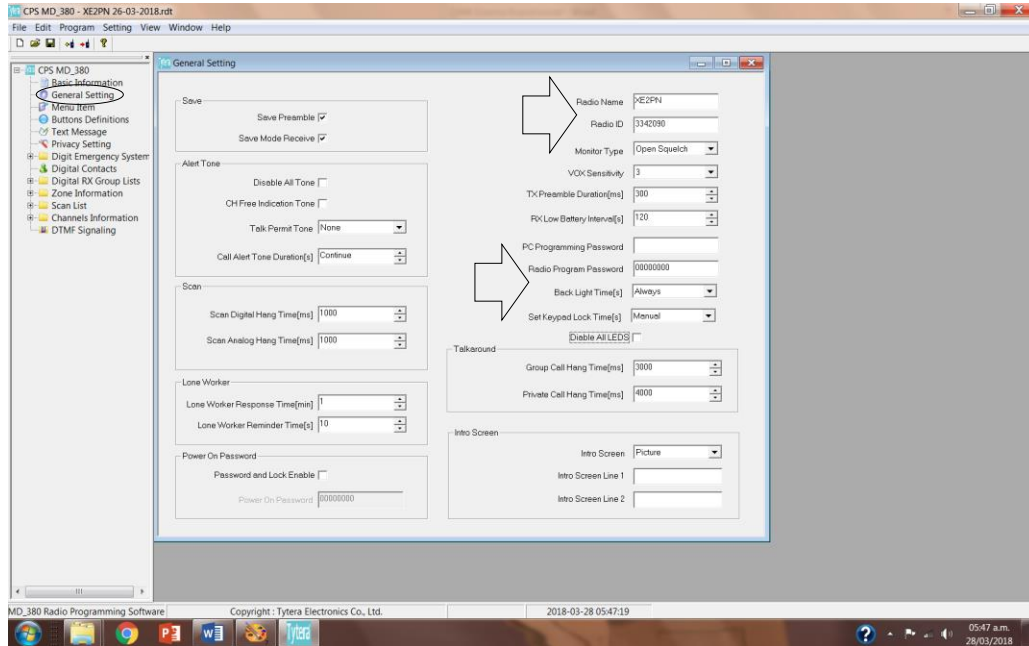 CPS MD_380 - XE2PN 26-03-2018.rdt
File Edit Program Setting View Window Help
CPS MD_380
Basic Information
General Setting
Menu Item
Buttons Definitions
Text Message
Privacy Setting
Digit Emergency System
Digital Contacts
Digital RX Group Lists
Zone Information
Scan List
Channels Information
DTMF Signaling
General Setting
Save
Save Preamble
Save Mode Receive
Alert Tone
Disable All Tone
CH Free Indication Tone
Talk Permit Tone None
Call Alert Tone Duration[s] Continue
Scan
Scan Digital Hang Time[ms] 1000
Scan Analog Hang Time[ms] 1000
Lone Worker
Lone Worker Response Time[min] 1
Lone Worker Reminder Time[s] 10
Power On Password
Password and Lock Enable
Power On Password 00000000
Radio Name XE2PN
Radio ID 3342090
Monitor Type Open Squelch
VOX Sensitivity 3
TX Preamble Duration[ms] 300
RX Low Battery Interval[s] 120
PC Programming Password
Radio Program Password 00000000
Back Light Time[s] Always
Set Keypad Lock Time[s] Manual
Disble All LEDS
Talkaround
Group Call Hang Time[ms] 3000
Private Call Hang Time[ms] 4000
Intro Screen
Intro Screen Picture
Intro Screen Line 1
Intro Screen Line 2
MD_380 Radio Programming Software Copyright : Tytera Electronics Co., Ltd. 2018-03-28 05:47:19
Tytera
05:47 a.m.
28/03/2018